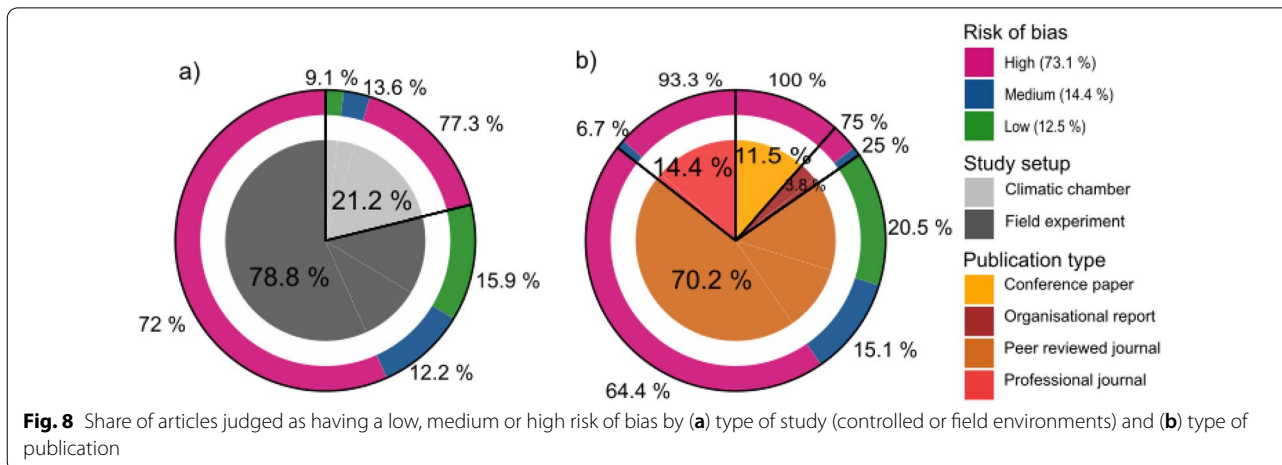 a)
9.1 %
13.6 %
77.3 %
21.2 %
78.8 %
15.9 %
12.2 %
72 %
b)
93.3 %
100 %
75 %
25 %
6.7 %
14.4 %
11.5 %
3.8 %
20.5 %
70.2 %
15.1 %
64.4 %
Risk of bias
High (73.1 %)
Medium (14.4 %)
Low (12.5 %)
Study setup
Climatic chamber
Field experiment
Publication type
Conference paper
Organisational report
Peer reviewed journal
Professional journal
Fig. 8 Share of articles judged as having a low, medium or high risk of bias by (a) type of study (controlled or field environments) and (b) type of
publication